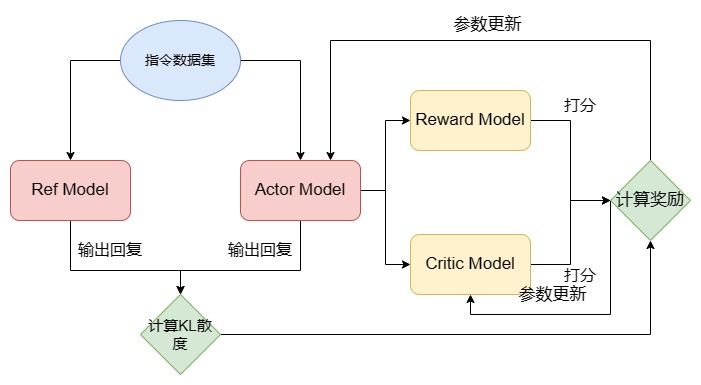 参数更新
指令数据集
Reward Model
打分
Ref Model
Actor Model
计算奖励
输出回复
输出回复
Critic Model
打分
参数更新
计算KL散
度